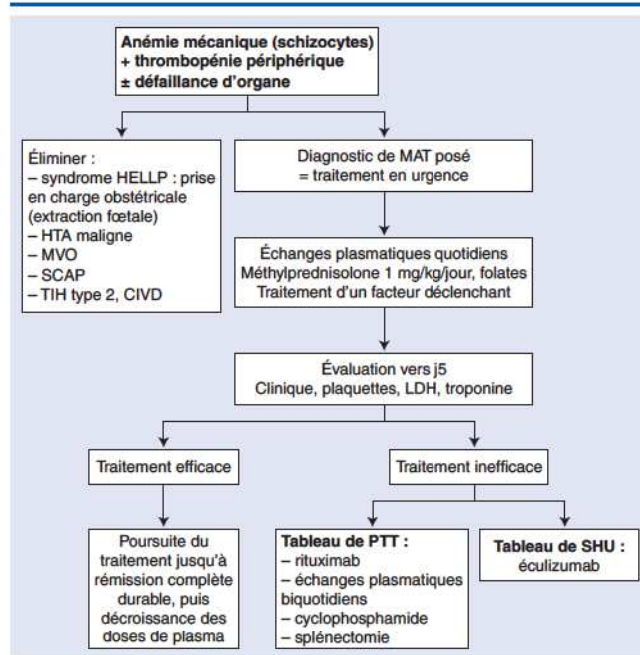 Anémie mécanique (schizocytes)
+ thrombopénie périphérique
± défaillance d'organe
Éliminer :
– syndrome HELLP : prise
en charge obstétricale
(extraction fœtale)
– HTA maligne
– MVO
– SCAP
– TIH type 2, CIVD
Diagnostic de MAT posé
= traitement en urgence
Échanges plasmatiques quotidiens
Méthylprednisolone 1 mg/kg/jour, folates
Traitement d'un facteur déclenchant
Évaluation vers j5
Clinique, plaquettes, LDH, troponine
Traitement efficace
Traitement inefficace
Poursuite du
traitement jusqu'à
rémission complète
durable, puis
décroissance des
doses de plasma
Tableau de PTT :
– rituximab
– échanges plasmatiques
biquotidiens
– cyclophosphamide
– splénectomie
Tableau de SHU :
éculizumab